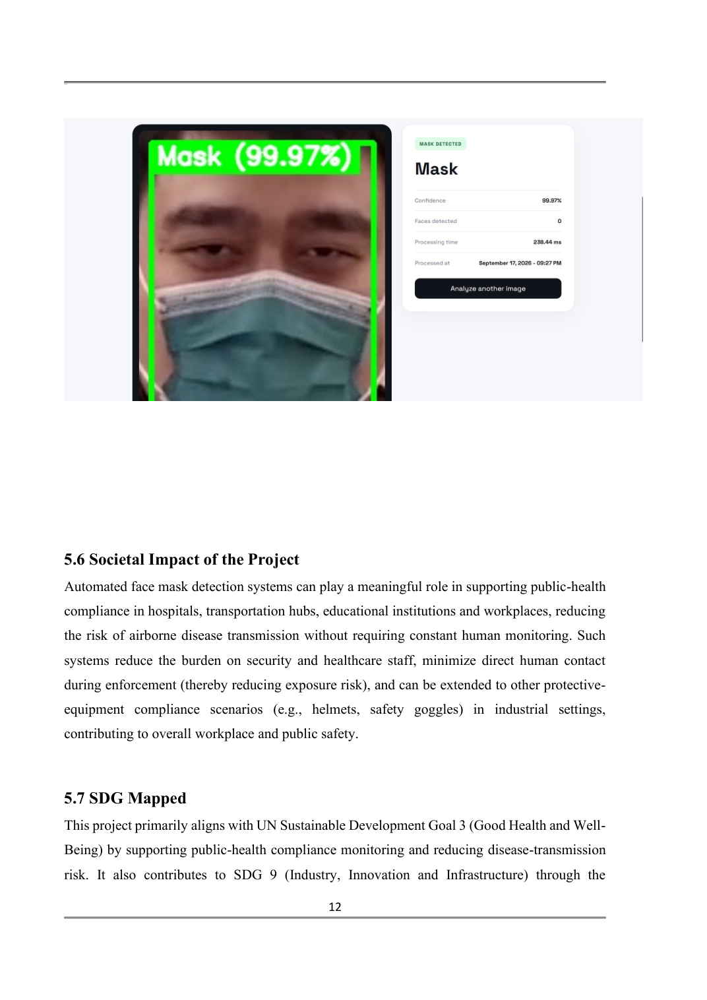 Mask (99.97%)
MASK DETECTED
Mask
Confidence 99.97%
Faces detected 0
Processing time 238.44 ms
Processed at September 17, 2026 - 09:27 PM
Analyze another image
5.6 Societal Impact of the Project
Automated face mask detection systems can play a meaningful role in supporting public-health
compliance in hospitals, transportation hubs, educational institutions and workplaces, reducing
the risk of airborne disease transmission without requiring constant human monitoring. Such
systems reduce the burden on security and healthcare staff, minimize direct human contact
during enforcement (thereby reducing exposure risk), and can be extended to other protective-
equipment compliance scenarios (e.g., helmets, safety goggles) in industrial settings,
contributing to overall workplace and public safety.
5.7 SDG Mapped
This project primarily aligns with UN Sustainable Development Goal 3 (Good Health and Well-
Being) by supporting public-health compliance monitoring and reducing disease-transmission
risk. It also contributes to SDG 9 (Industry, Innovation and Infrastructure) through the
12